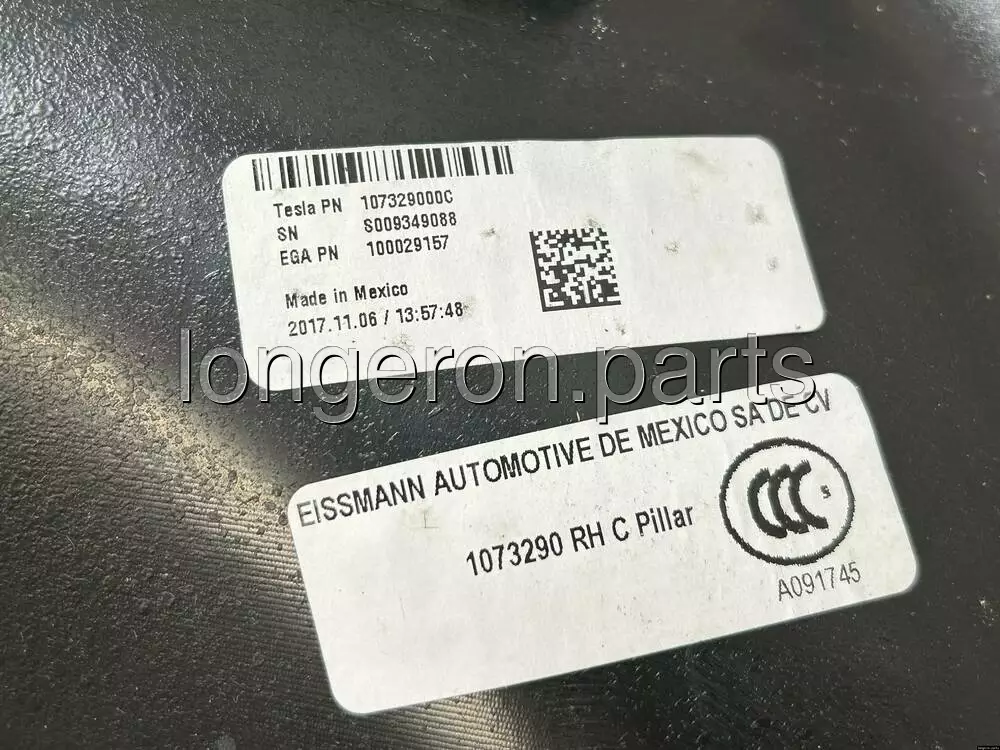 Tesla PN 107329000C
SN S009349088
EGA PN 100029157
Made in Mexico
2017.11.06 / 13:57:48
longeron.parts
EISSMANN AUTOMOTIVE DE MEXICO SA DE CV
1073290 RH C Pillar
CCC S
A091745